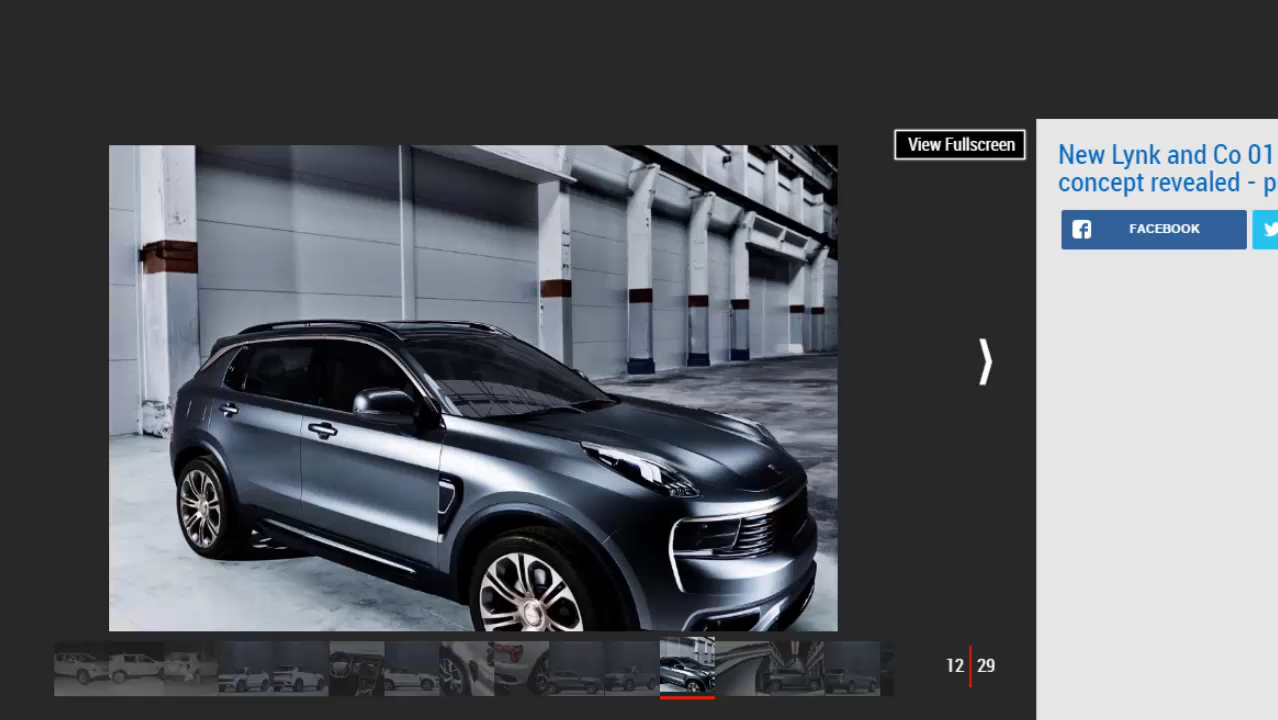 View Fullscreen
New Lynk and Co 01
concept revealed - p
FACEBOOK
12 29